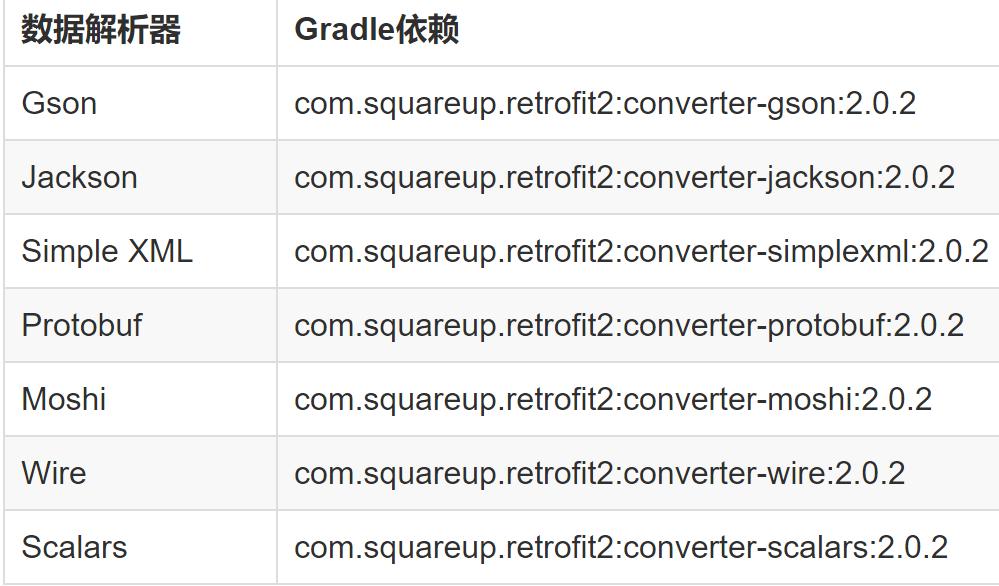 数据解析器 Gradle依赖
Gson com.squareup.retrofit2:converter-gson:2.0.2
Jackson com.squareup.retrofit2:converter-jackson:2.0.2
Simple XML com.squareup.retrofit2:converter-simplexml:2.0.2
Protobuf com.squareup.retrofit2:converter-protobuf:2.0.2
Moshi com.squareup.retrofit2:converter-moshi:2.0.2
Wire com.squareup.retrofit2:converter-wire:2.0.2
Scalars com.squareup.retrofit2:converter-scalars:2.0.2